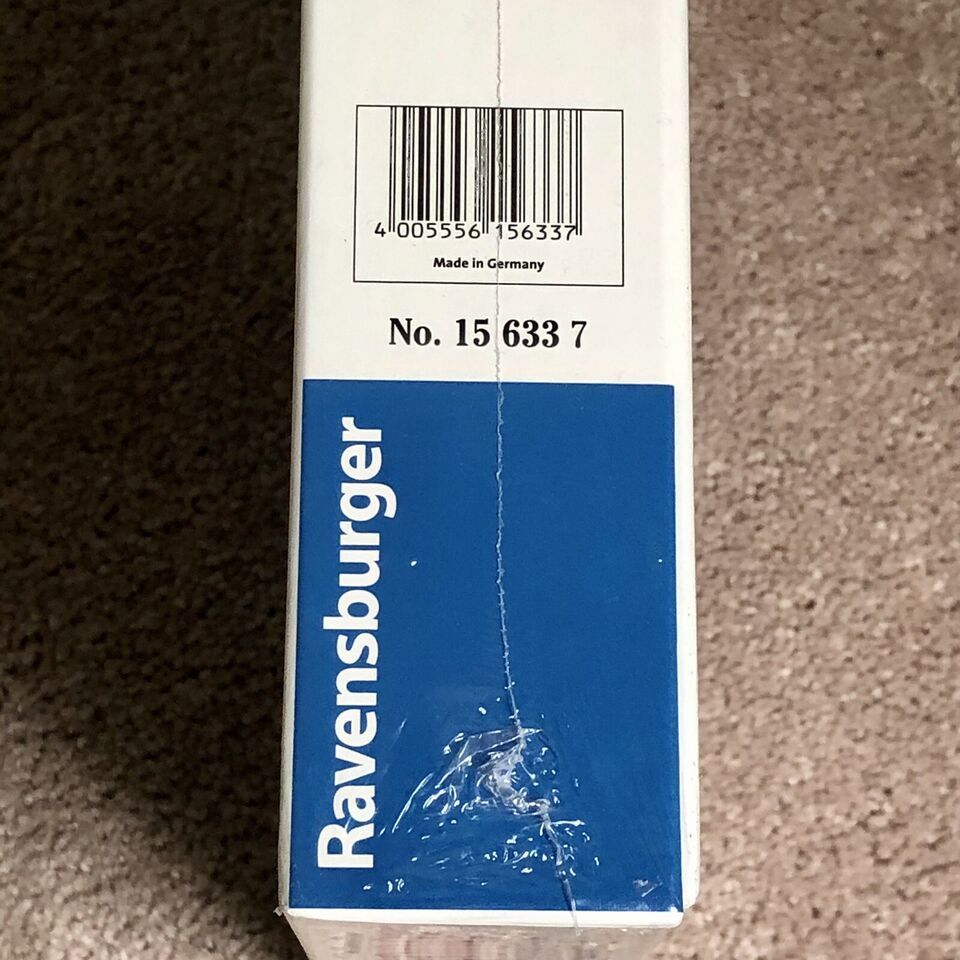 4 005556 156337
Made in Germany
No. 15 633 7
Ravensburger